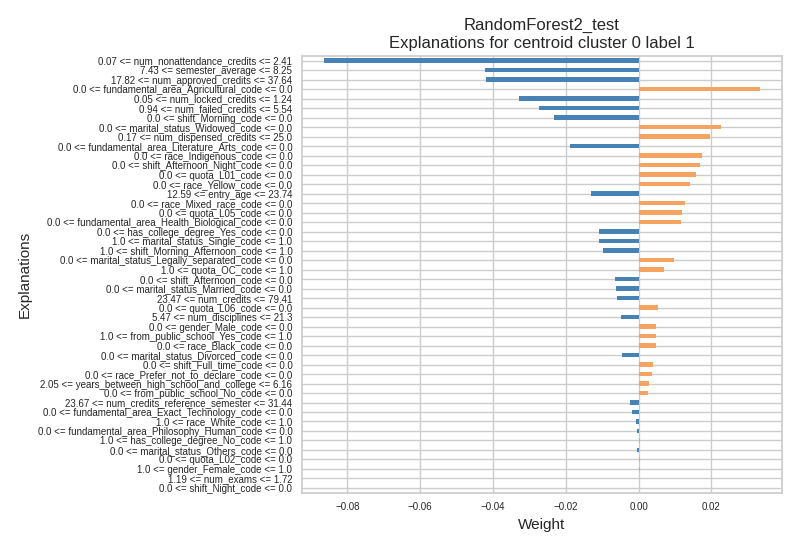 RandomForest2_test
Explanations for centroid cluster 0 label 1
0.07 <= num_nonattendance_credits <= 2.41
7.43 <= semester_average <= 8.25
17.82 <= num_approved_credits <= 37.64
0.0 <= fundamental_area_Agricultural_code <= 0.0
0.05 <= num_locked_credits <= 1.24
0.94 <= num_failed_credits <= 5.54
0.0 <= shift_Morning_code <= 0.0
0.0 <= marital_status_Widowed_code <= 0.0
0.17 <= num_dispensed_credits <= 25.0
0.0 <= fundamental_area_Literature_Arts_code <= 0.0
0.0 <= race_Indigenous_code <= 0.0
0.0 <= shift_Afternoon_Night_code <= 0.0
0.0 <= quota_L01_code <= 0.0
0.0 <= race_Yellow_code <= 0.0
12.59 <= entry_age <= 23.74
0.0 <= race_Mixed_race_code <= 0.0
0.0 <= quota_L05_code <= 0.0
0.0 <= fundamental_area_Health_Biological_code <= 0.0
0.0 <= has_college_degree_Yes_code <= 0.0
1.0 <= marital_status_Single_code <= 1.0
1.0 <= shift_Morning_Afternoon_code <= 1.0
0.0 <= marital_status_Legally_separated_code <= 0.0
1.0 <= quota_OC_code <= 1.0
0.0 <= shift_Afternoon_code <= 0.0
0.0 <= marital_status_Married_code <= 0.0
23.47 <= num_credits <= 79.41
0.0 <= quota_L06_code <= 0.0
5.47 <= num_disciplines <= 21.3
0.0 <= gender_Male_code <= 0.0
1.0 <= from_public_school_Yes_code <= 1.0
0.0 <= race_Black_code <= 0.0
0.0 <= marital_status_Divorced_code <= 0.0
0.0 <= shift_Full_time_code <= 0.0
0.0 <= race_Prefer_not_to_declare_code <= 0.0
2.05 <= years_between_high_school_and_college <= 6.16
0.0 <= from_public_school_No_code <= 0.0
23.67 <= num_credits_reference_semester <= 31.44
0.0 <= fundamental_area_Exact_Technology_code <= 0.0
1.0 <= race_White_code <= 1.0
0.0 <= fundamental_area_Philosophy_Human_code <= 0.0
1.0 <= has_college_degree_No_code <= 1.0
0.0 <= marital_status_Others_code <= 0.0
0.0 <= quota_L02_code <= 0.0
1.0 <= gender_Female_code <= 1.0
1.19 <= num_exams <= 1.72
0.0 <= shift_Night_code <= 0.0
Explanations
−0.08 −0.06 −0.04 −0.02 0.00 0.02
Weight